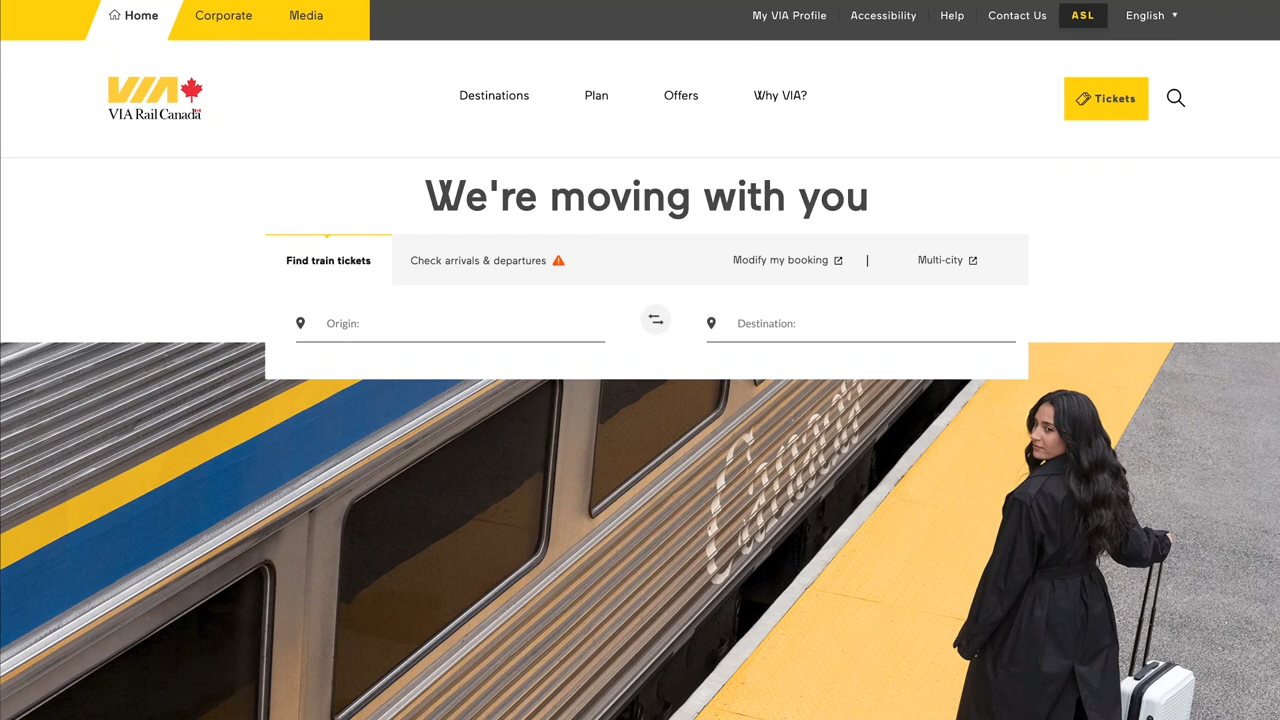 Home Corporate Media My VIA Profile Accessibility Help Contact Us ASL English
VIA
VIA Rail Canada
Destinations Plan Offers Why VIA? Tickets
We're moving with you
Find train tickets Check arrivals & departures Modify my booking | Multi-city
Origin: Destination:
Canada